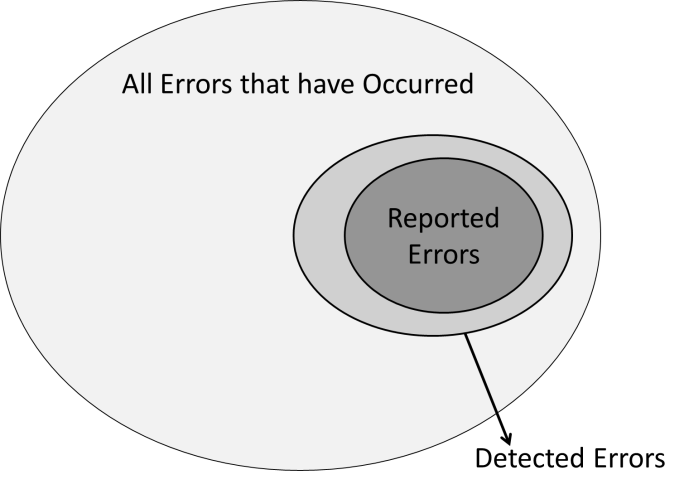 All Errors that have Occurred
Reported
Errors
Detected Errors